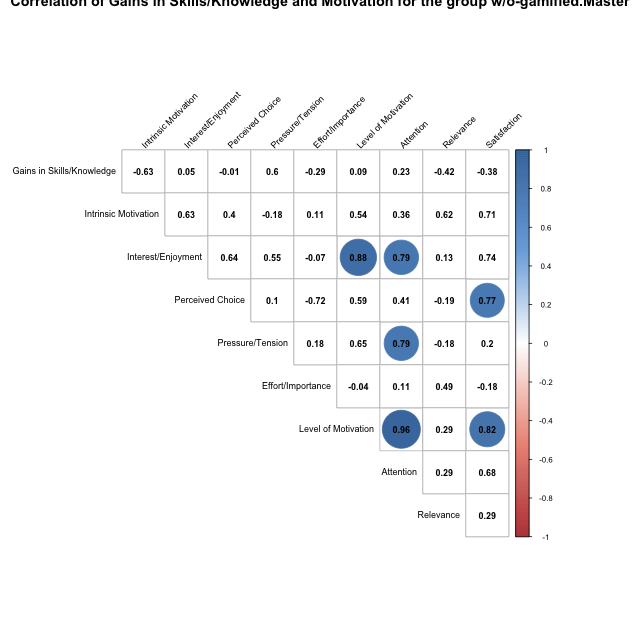 Correlation of Gains in Skills/Knowledge and Motivation for the group w/o-gamified.Master
Intrinsic Motivation Interest/Enjoyment Perceived Choice Pressure/Tension Effort/Importance Level of Motivation Attention Relevance Satisfaction
Gains in Skills/Knowledge -0.63 0.05 -0.01 0.6 -0.29 0.09 0.23 -0.42 -0.38
Intrinsic Motivation 0.63 0.4 -0.18 0.11 0.54 0.36 0.62 0.71
Interest/Enjoyment 0.64 0.55 -0.07 0.88 0.79 0.13 0.74
Perceived Choice 0.1 -0.72 0.59 0.41 -0.19 0.77
Pressure/Tension 0.18 0.65 0.79 -0.18 0.2
Effort/Importance -0.04 0.11 0.49 -0.18
Level of Motivation 0.96 0.29 0.82
Attention 0.29 0.68
Relevance 0.29
1
0.8
0.6
0.4
0.2
0
-0.2
-0.4
-0.6
-0.8
-1